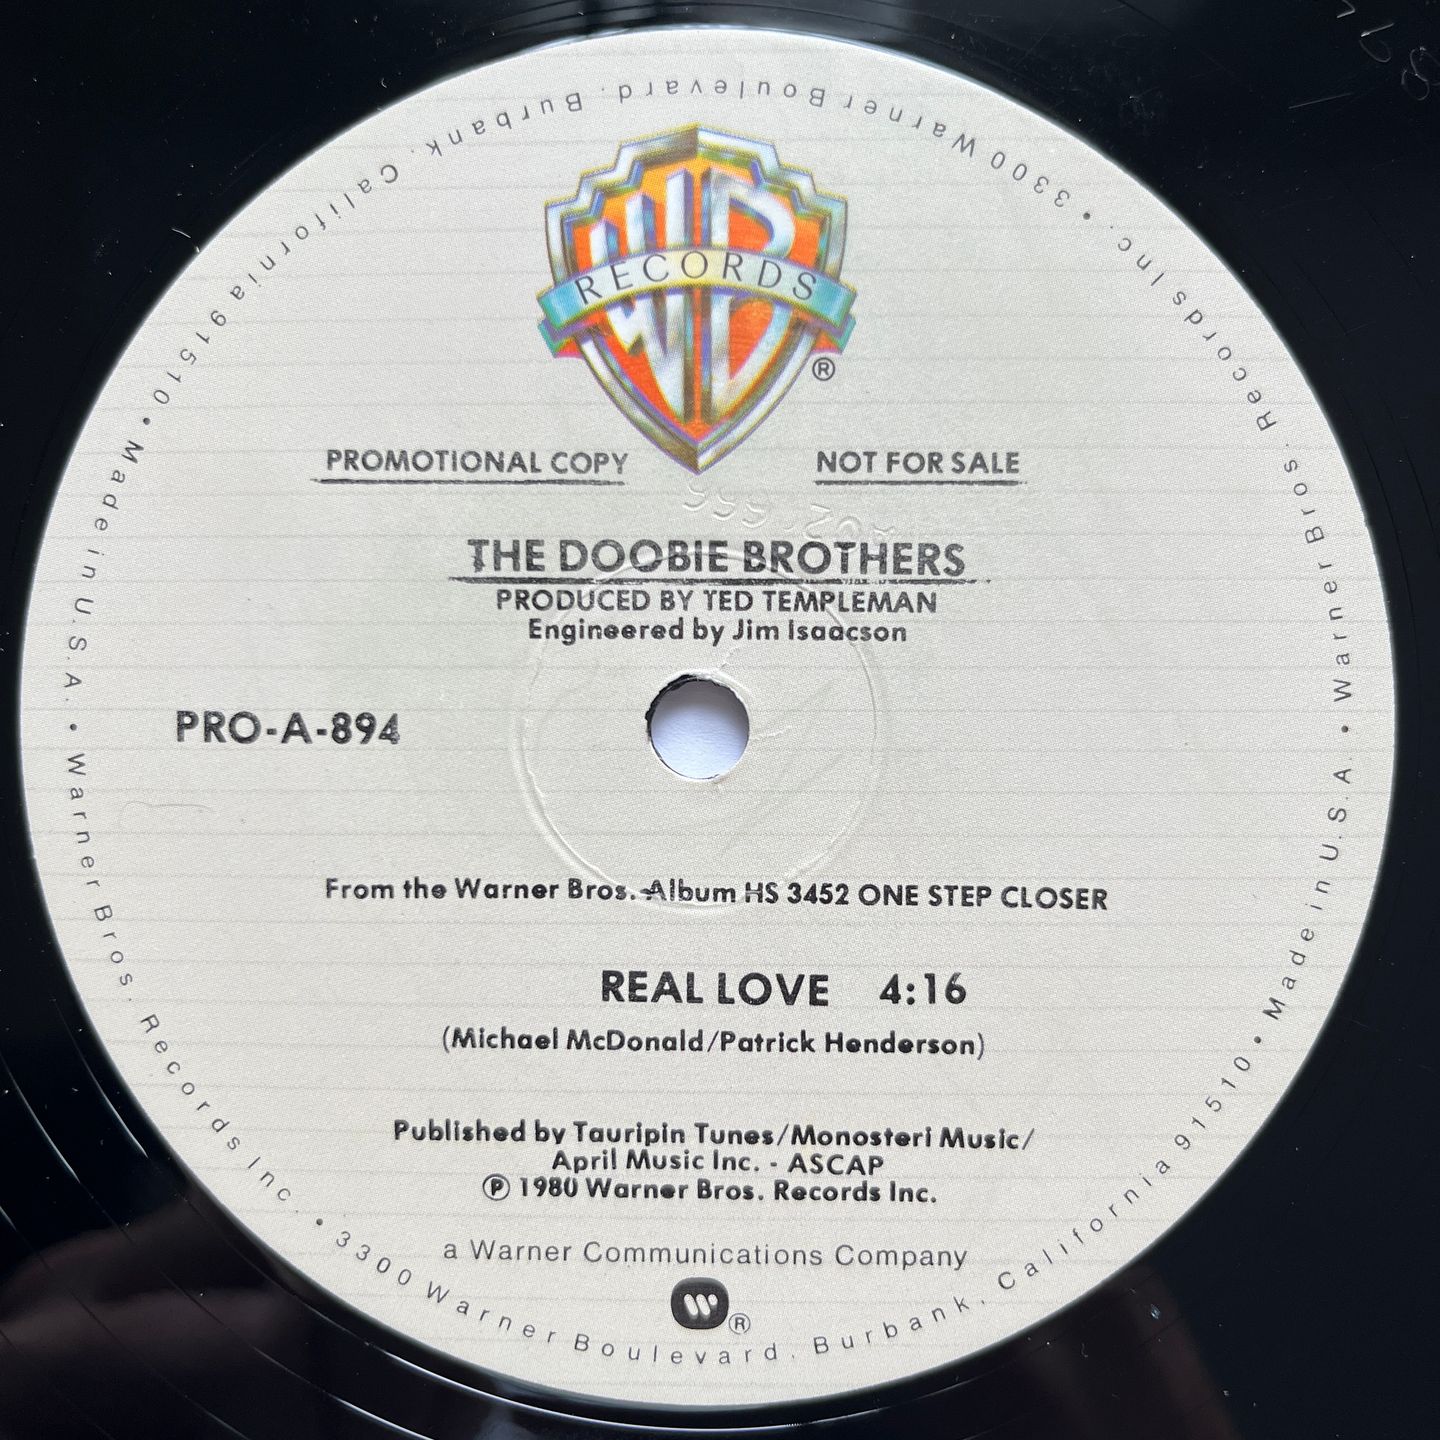 WB
RECORDS
®
PROMOTIONAL COPY
NOT FOR SALE
THE DOOBIE BROTHERS
PRODUCED BY TED TEMPLEMAN
Engineered by Jim Isaacson
PRO-A-894
From the Warner Bros. Album HS 3452 ONE STEP CLOSER
REAL LOVE 4:16
(Michael McDonald/Patrick Henderson)
Published by Tauripin Tunes/Monosteri Music/
April Music Inc. - ASCAP
℗ 1980 Warner Bros. Records Inc.
a Warner Communications Company
®
Warner Bros. Records Inc. • 3300 Warner Boulevard, Burbank, California 91510 • Made in U.S.A. • Warner Bros. Records Inc. • 3300 Warner Boulevard, Burbank, California 91510 • Made in U.S.A. •